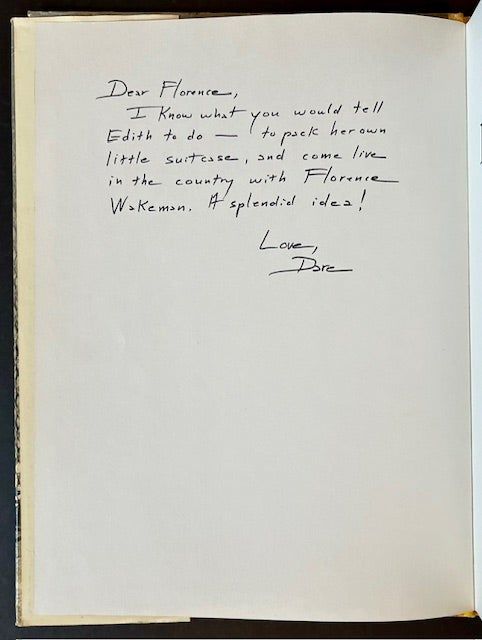 Dear Florence,
I know what you would tell
Edith to do — to pack her own
little suitcase, and come live
in the country with Florence
Wakeman. A splendid idea!
Love,
Dare